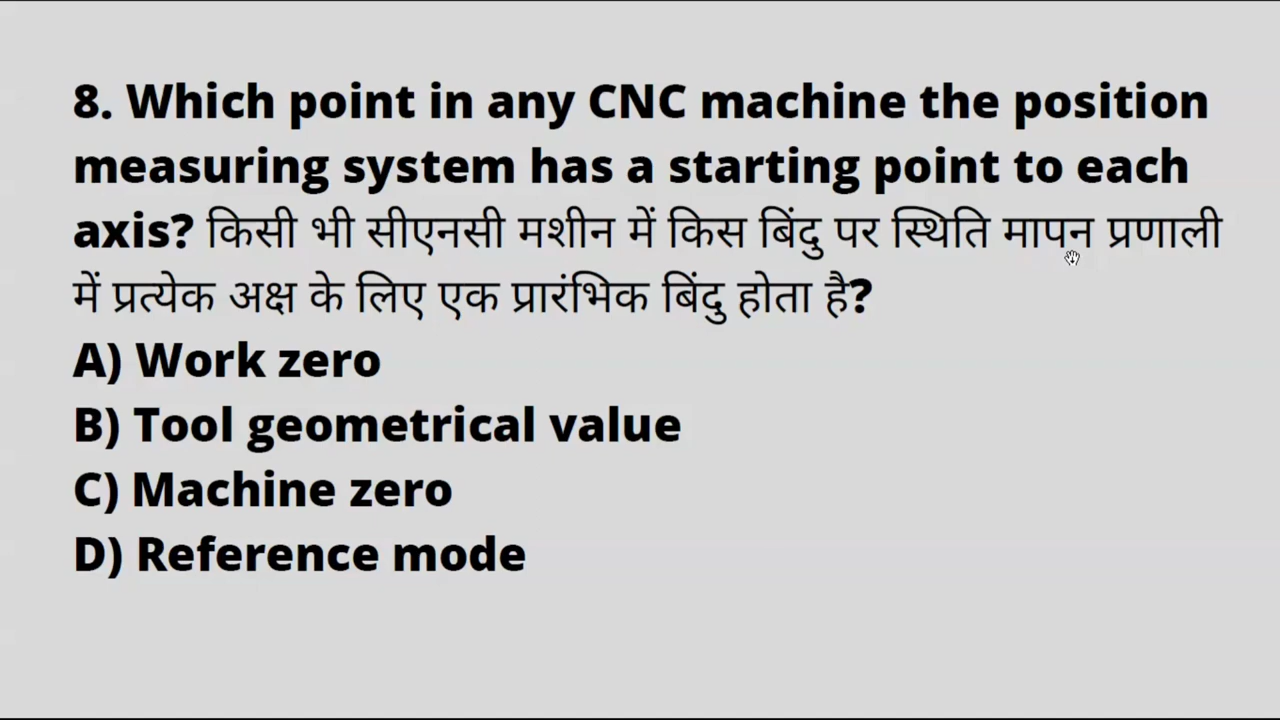 8. Which point in any CNC machine the position
measuring system has a starting point to each
axis? किसी भी सीएनसी मशीन में किस बिंदु पर स्थिति मापन प्रणाली
में प्रत्येक अक्ष के लिए एक प्रारंभिक बिंदु होता है?
A) Work zero
B) Tool geometrical value
C) Machine zero
D) Reference mode